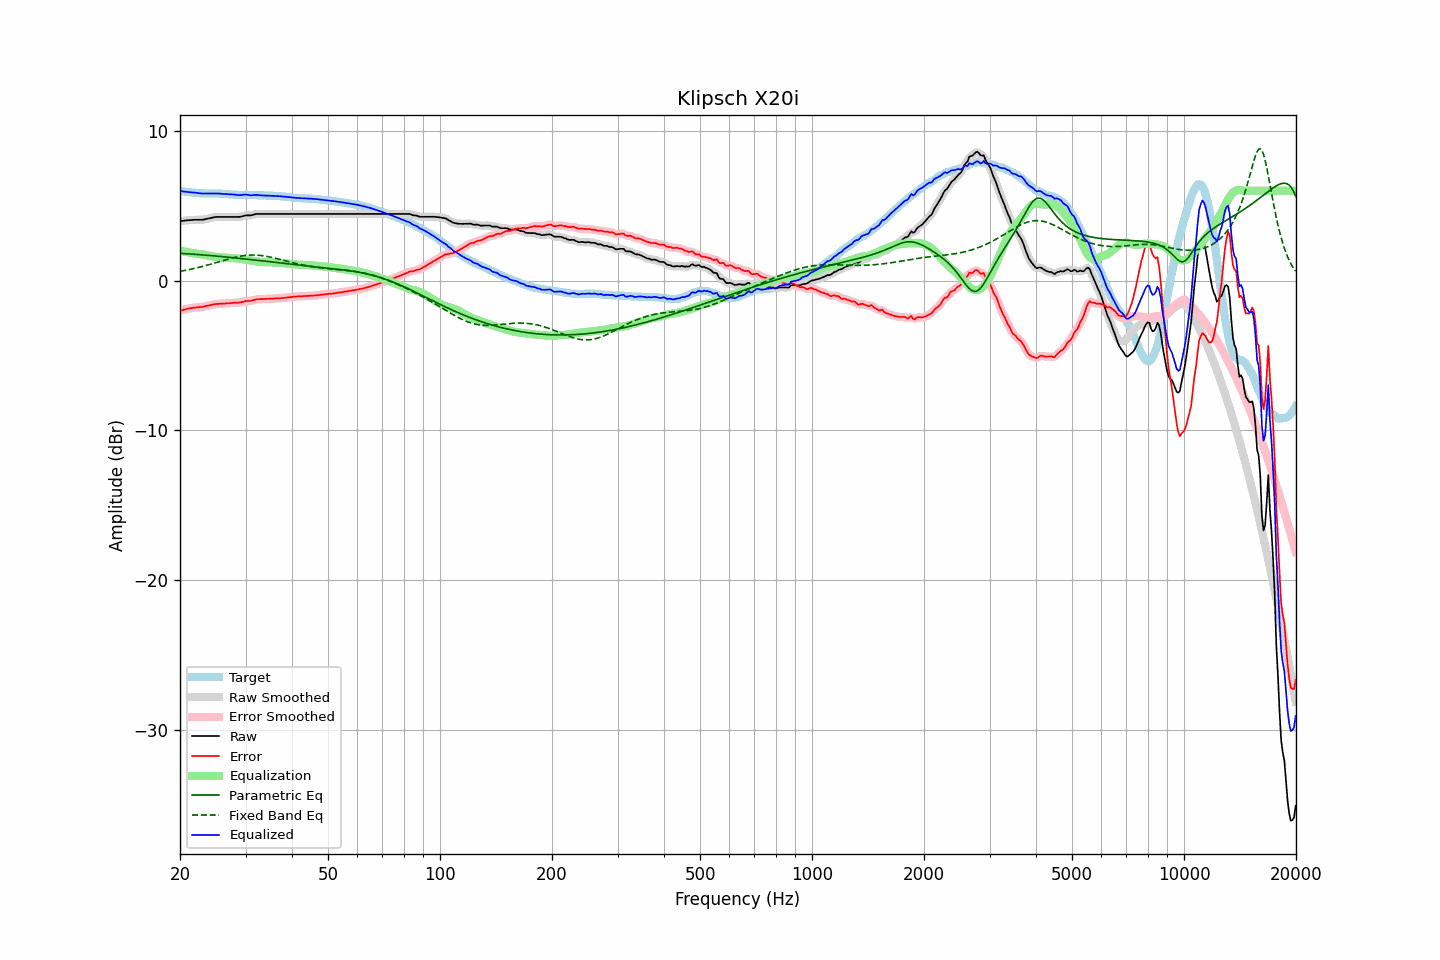 Klipsch X20i
10
0
−10
−20
−30
Amplitude (dBr)
Target
Raw Smoothed
Error Smoothed
Raw
Error
Equalization
Parametric Eq
Fixed Band Eq
Equalized
20 50 100 200 500 1000 2000 5000 10000 20000
Frequency (Hz)